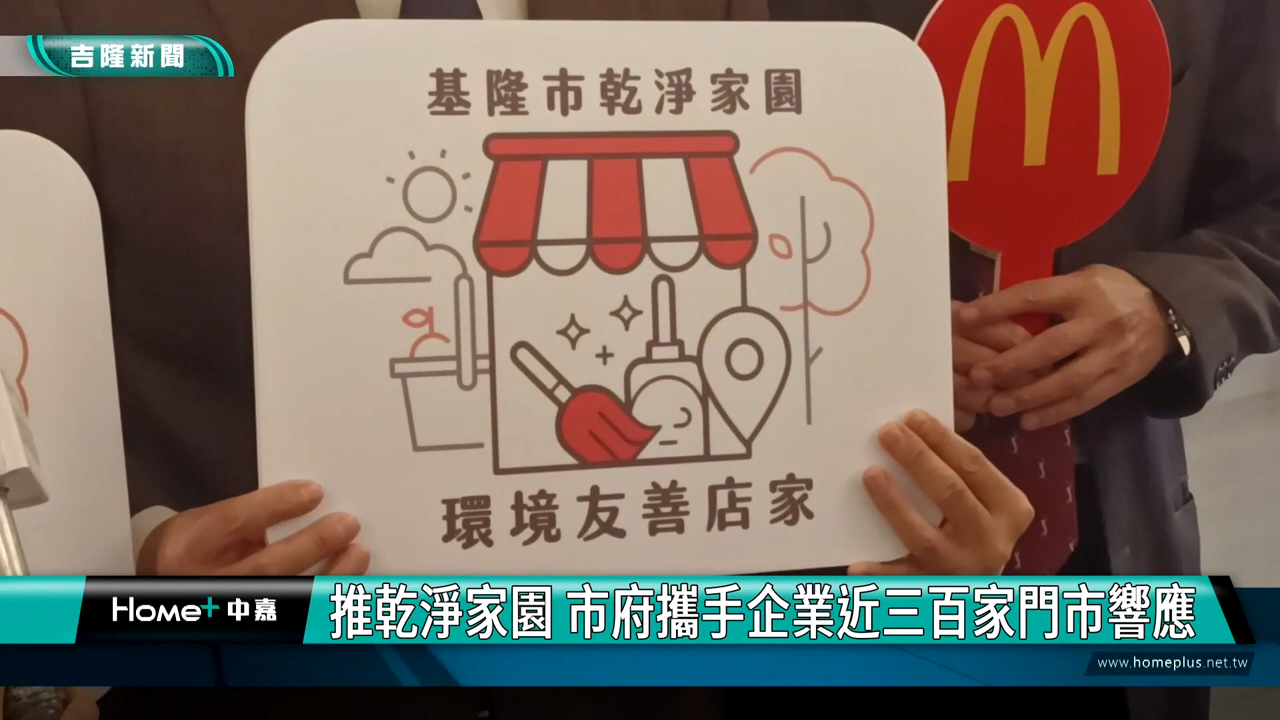 吉隆新聞
基隆市乾淨家園
環境友善店家
Home+中嘉
推乾淨家園 市府攜手企業近三百家門市響應
www.homeplus.net.tw